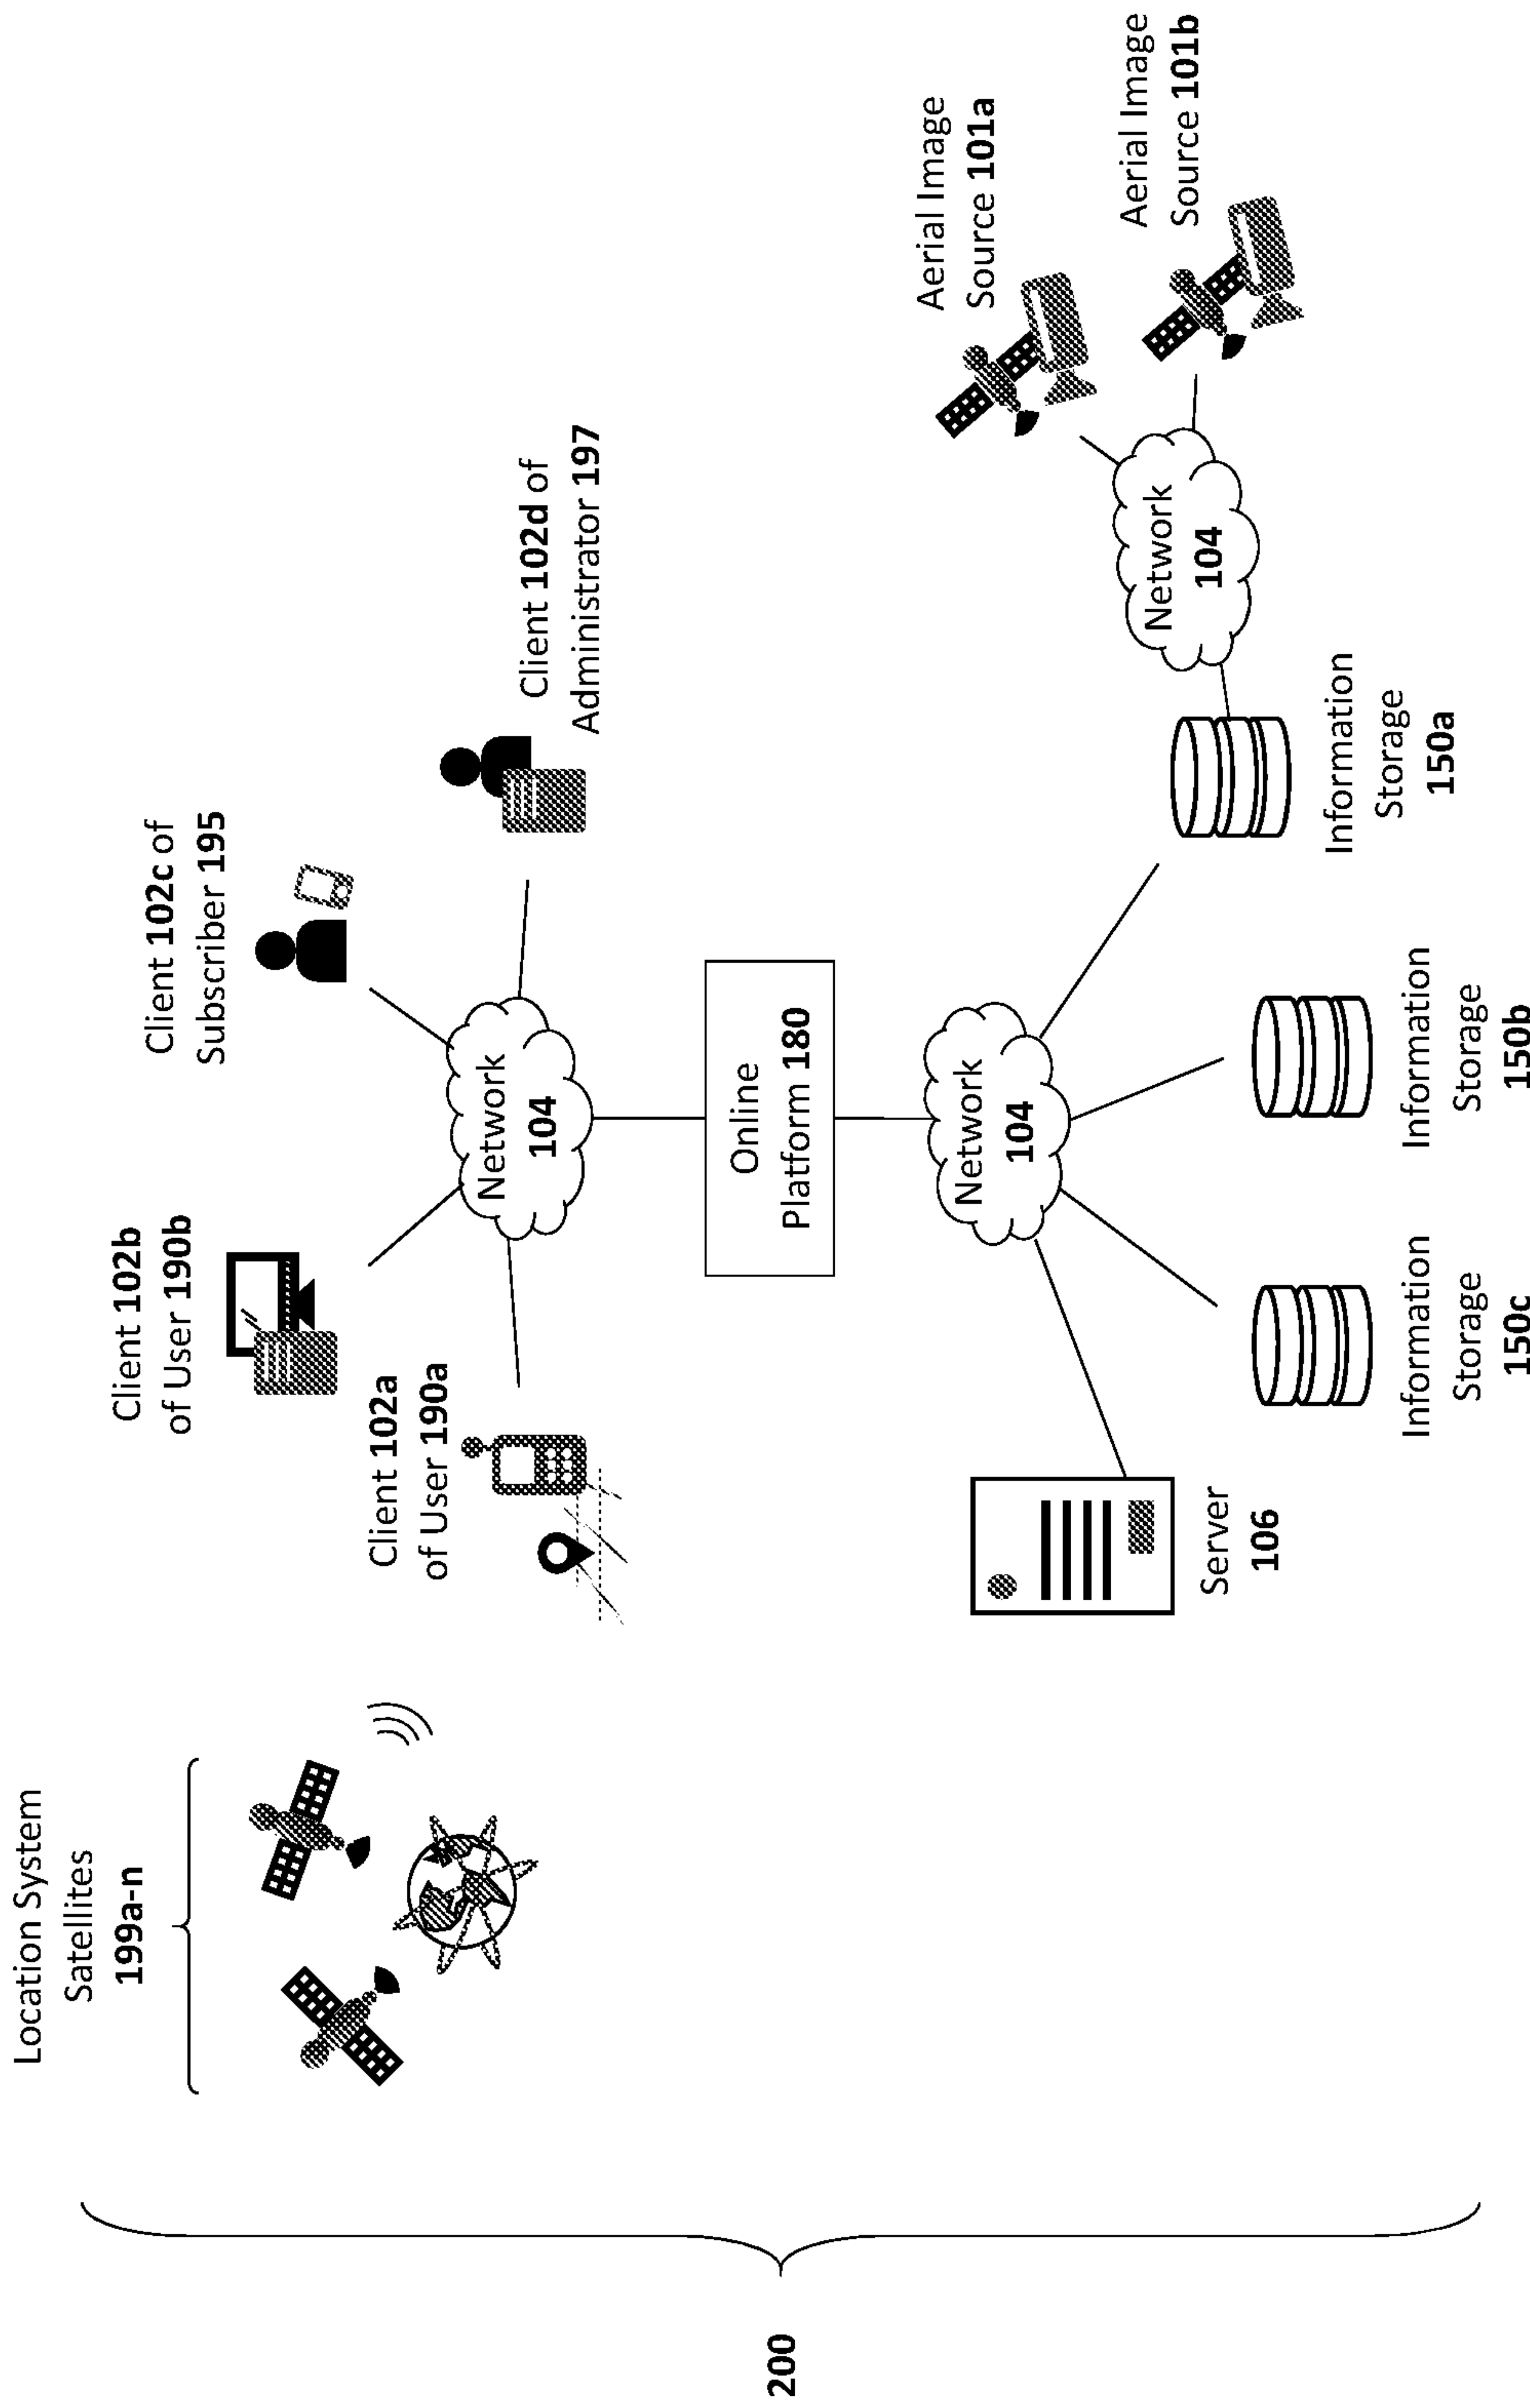 200
Location System
Satellites
199a-n
Client 102a
of User 190a
Client 102b
of User 190b
Client 102c of
Subscriber 195
Client 102d of
Administrator 197
Network
104
Online
Platform 180
Network
104
Server
106
Information
Storage
150c
Information
Storage
150b
Information
Storage
150a
Network
104
Aerial Image
Source 101a
Aerial Image
Source 101b